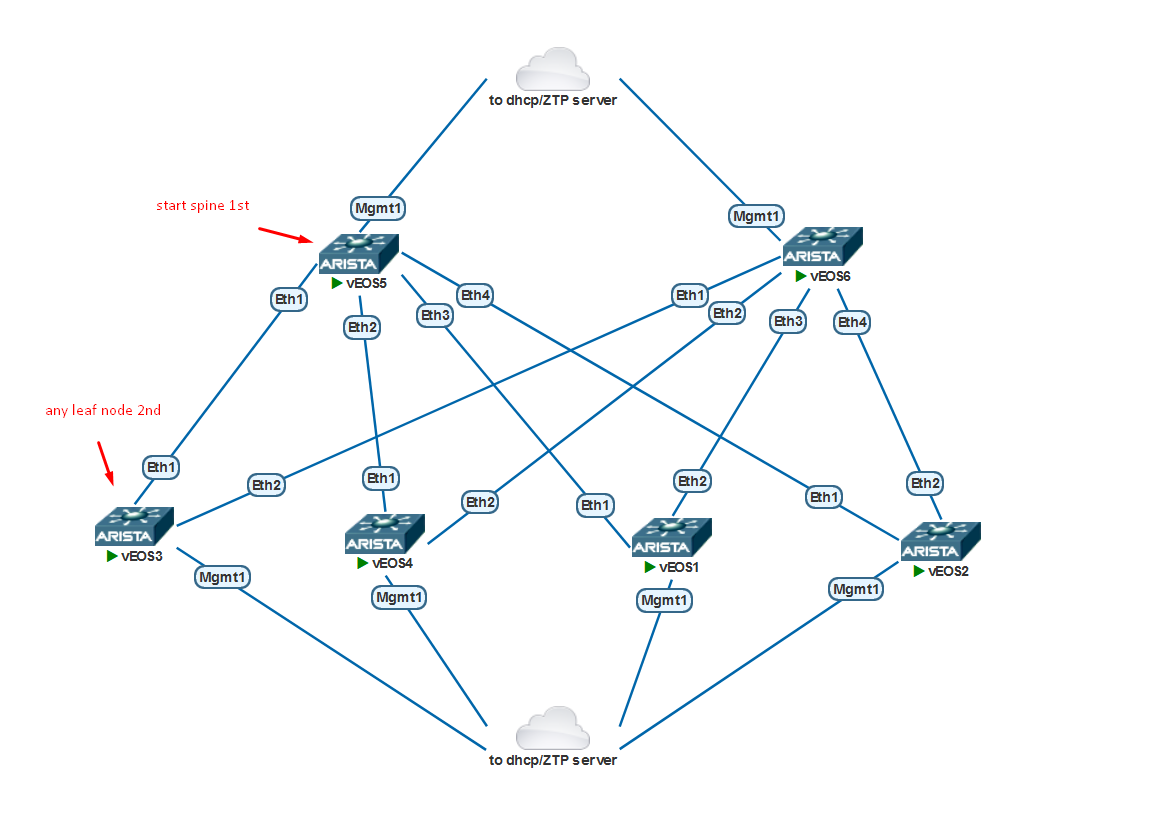 to dhcp/ZTP server
start spine 1st
Mgmt1
Mgmt1
ARISTA
vEOS5
ARISTA
vEOS6
Eth1
Eth2
Eth3
Eth4
Eth1
Eth2
Eth3
Eth4
any leaf node 2nd
Eth1
Eth2
Eth1
Eth2
Eth1
Eth2
Eth1
Eth2
ARISTA
vEOS3
ARISTA
vEOS4
ARISTA
vEOS1
ARISTA
vEOS2
Mgmt1
Mgmt1
Mgmt1
Mgmt1
to dhcp/ZTP server